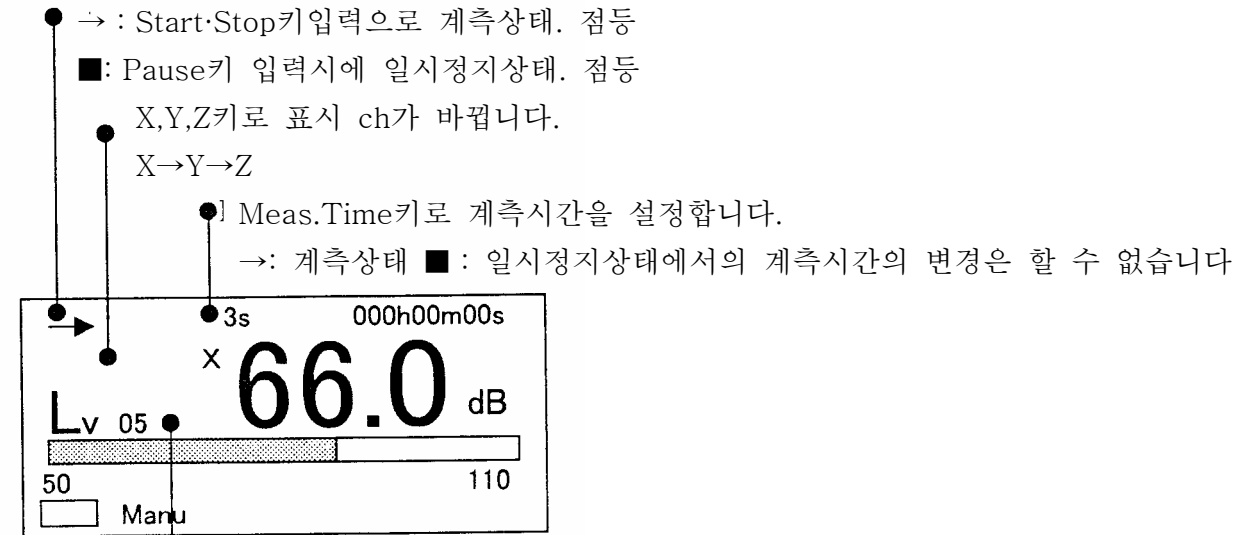 → : Start·Stop키입력으로 계측상태. 점등
■: Pause키 입력시에 일시정지상태. 점등
X,Y,Z키로 표시 ch가 바뀝니다.
X→Y→Z
] Meas.Time키로 계측시간을 설정합니다.
→: 계측상태 ■ : 일시정지상태에서의 계측시간의 변경은 할 수 없습니다
→ 3s 000h00m00s
X 66.0 dB
Lv 05
50 110
Manu